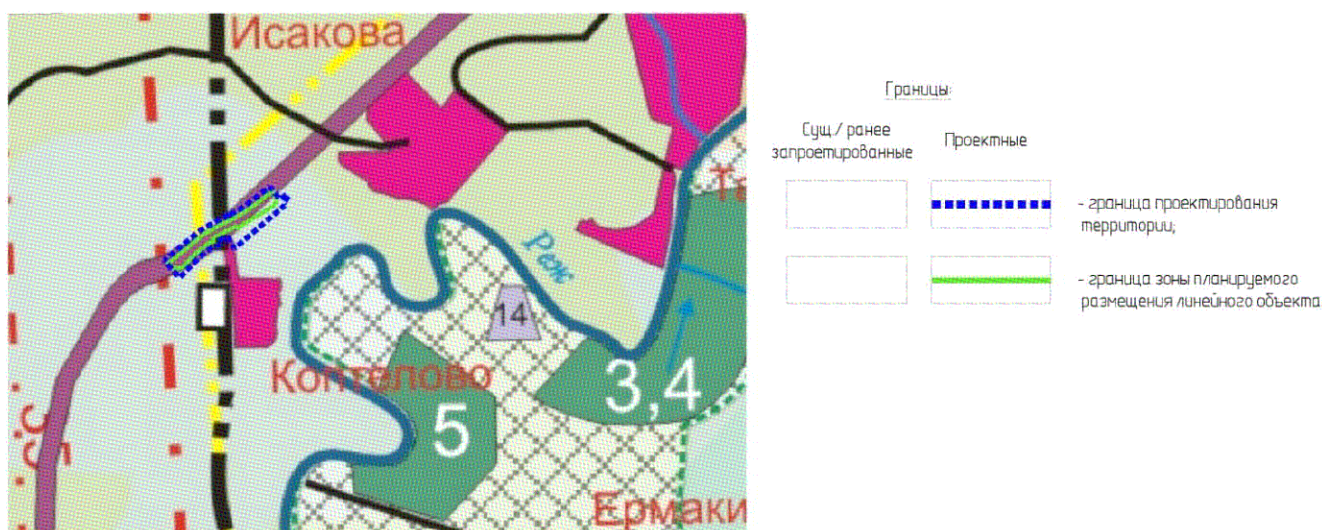 Исакова
Реж
14
Коптелово
3,4
5
Ермаки
Границы:
Сущ./ ранее
запроетированные
Проектные
- граница проектирования
территории;
- граница зоны планируемого
размещения линейного объекта